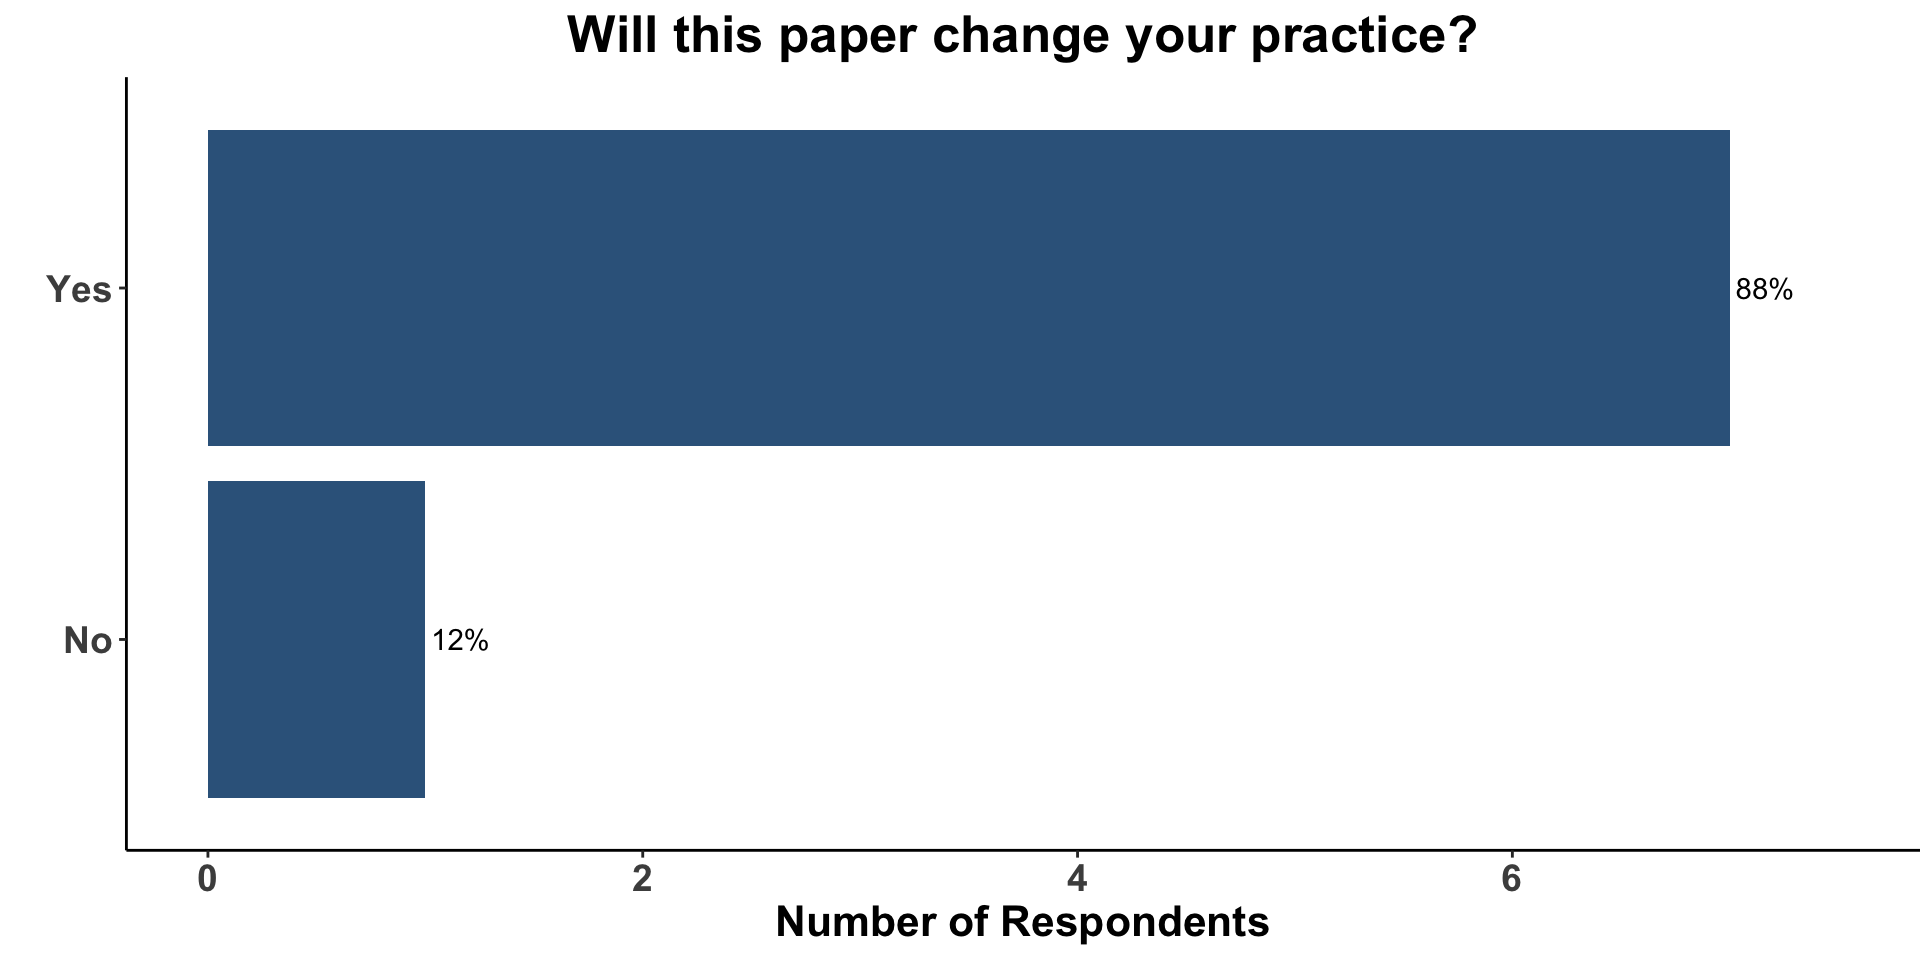 Will this paper change your practice?
Yes
88%
No
12%
0 2 4 6
Number of Respondents